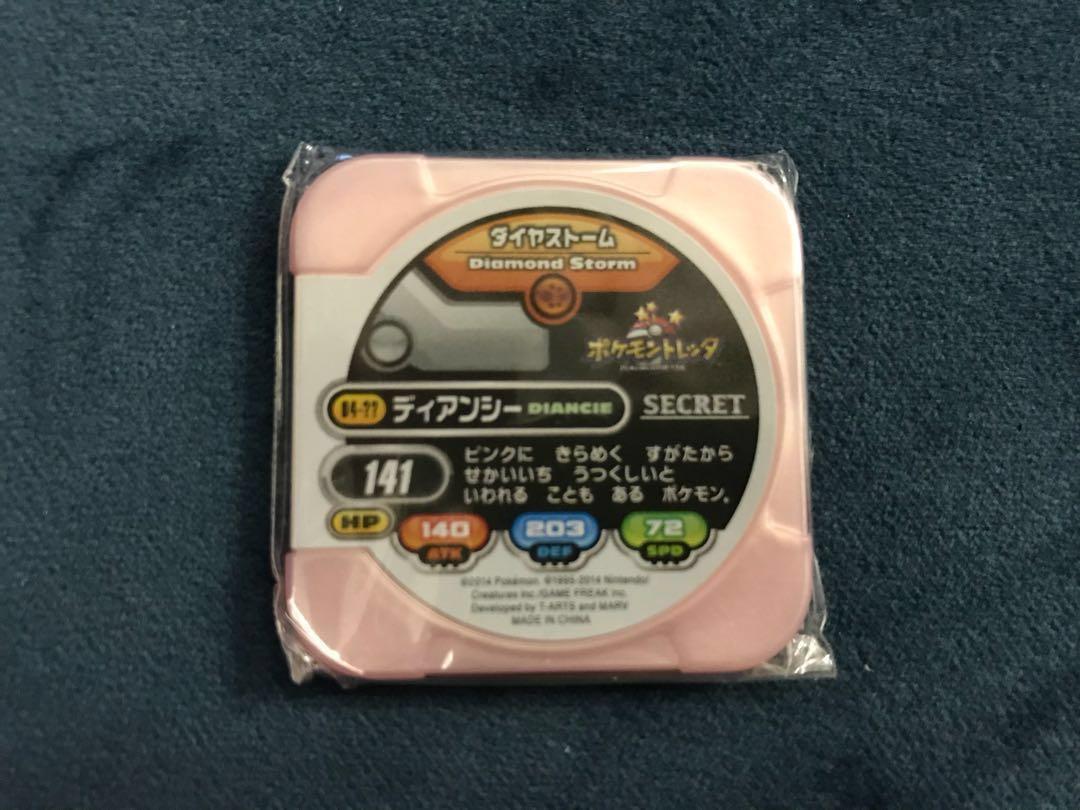 ダイヤストーム
Diamond Storm
ポケモントレッタ
04-?? ディアンシー DIANCIE
SECRET
141
HP
ピンクに きらめく すがたから
せかいいち うつくしいと
いわれる ことも ある ポケモン。
140 203 72
ATK DEF SPD
©2014 Pokémon. ©1995-2014 Nintendo/
Creatures Inc./GAME FREAK inc.
Developed by T-ARTS and MARV
MADE IN CHINA